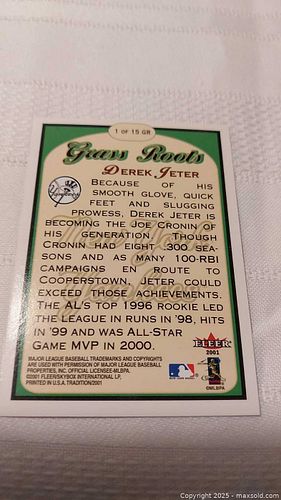 1 OF 15 GR
Grass Roots
DEREK JETER
BECAUSE OF HIS
SMOOTH GLOVE, QUICK
FEET AND SLUGGING
PROWESS, DEREK JETER IS
BECOMING THE JOE CRONIN OF
HIS GENERATION. THOUGH
CRONIN HAD EIGHT .300 SEA-
SONS AND AS MANY 100-RBI
CAMPAIGNS EN ROUTE TO
COOPERSTOWN, JETER COULD
EXCEED THOSE ACHIEVEMENTS.
THE AL'S TOP 1996 ROOKIE LED
THE LEAGUE IN RUNS IN '98, HITS
IN '99 AND WAS ALL-STAR
GAME MVP IN 2000.
MAJOR LEAGUE BASEBALL TRADEMARKS AND COPYRIGHTS
ARE USED WITH PERMISSION OF MAJOR LEAGUE BASEBALL
PROPERTIES, INC. OFFICIAL LICENSEE-MLBPA.
©2001 FLEER/SKYBOX INTERNATIONAL LP.
PRINTED IN U.S.A. TRADITION/2001
FLEER
2001
©MLBPA
Copyright 2025 - maxsold.com